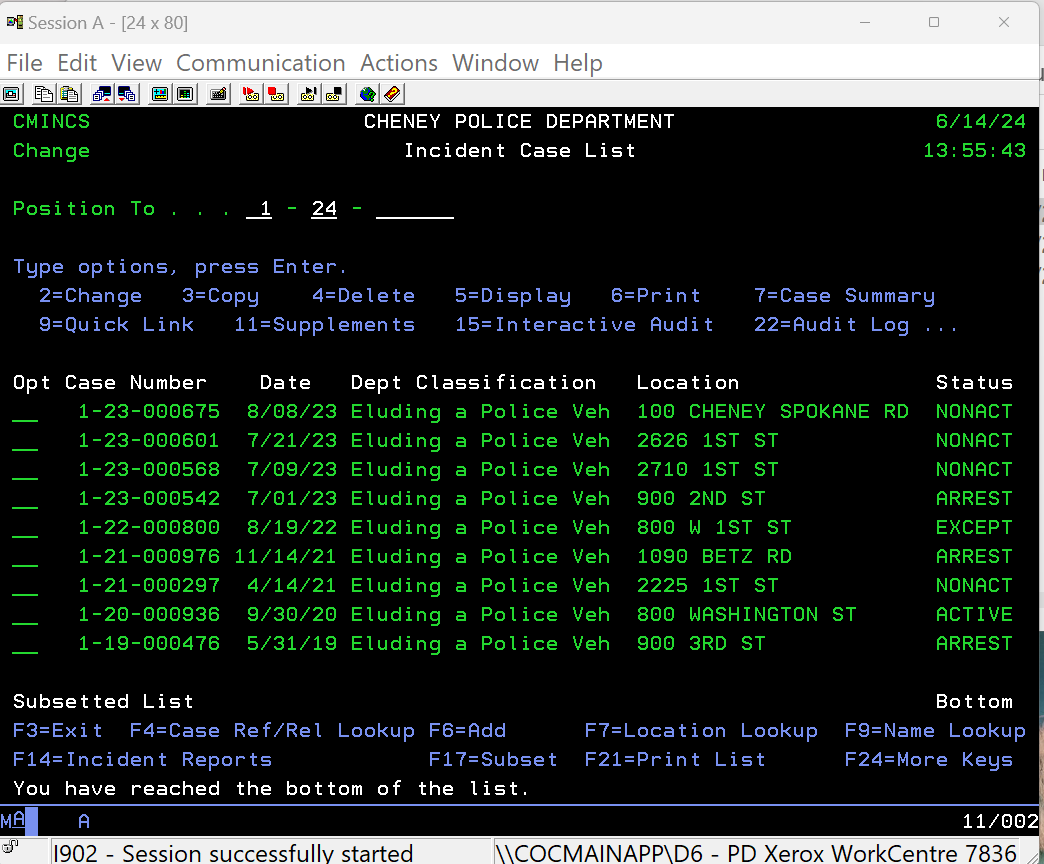 Session A - [24 x 80]
File Edit View Communication Actions Window Help
CMINCS CHENEY POLICE DEPARTMENT 6/14/24
Change Incident Case List 13:55:43
Position To . . . 1 - 24 -
Type options, press Enter.
2=Change 3=Copy 4=Delete 5=Display 6=Print 7=Case Summary
9=Quick Link 11=Supplements 15=Interactive Audit 22=Audit Log ...
Opt Case Number Date Dept Classification Location Status
1-23-000675 8/08/23 Eluding a Police Veh 100 CHENEY SPOKANE RD NONACT
1-23-000601 7/21/23 Eluding a Police Veh 2626 1ST ST NONACT
1-23-000568 7/09/23 Eluding a Police Veh 2710 1ST ST NONACT
1-23-000542 7/01/23 Eluding a Police Veh 900 2ND ST ARREST
1-22-000800 8/19/22 Eluding a Police Veh 800 W 1ST ST EXCEPT
1-21-000976 11/14/21 Eluding a Police Veh 1090 BETZ RD ARREST
1-21-000297 4/14/21 Eluding a Police Veh 2225 1ST ST NONACT
1-20-000936 9/30/20 Eluding a Police Veh 800 WASHINGTON ST ACTIVE
1-19-000476 5/31/19 Eluding a Police Veh 900 3RD ST ARREST
Subsetted List Bottom
F3=Exit F4=Case Ref/Rel Lookup F6=Add F7=Location Lookup F9=Name Lookup
F14=Incident Reports F17=Subset F21=Print List F24=More Keys
You have reached the bottom of the list.
MA A 11/002
I902 - Session successfully started \\COCMAINAPP\D6 - PD Xerox WorkCentre 7836